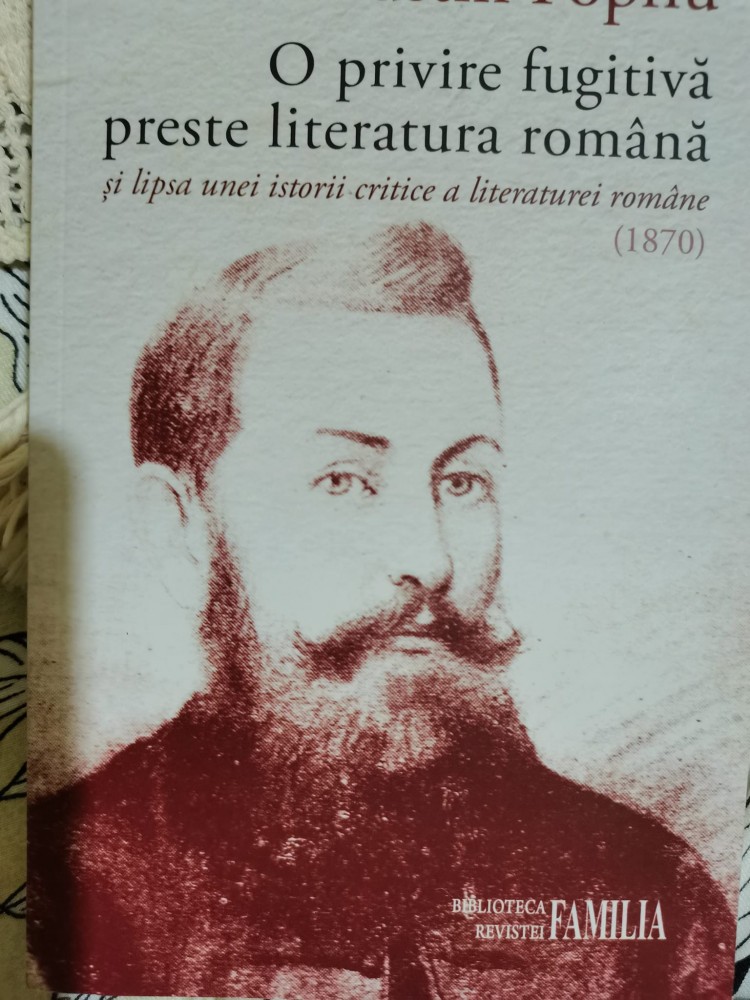 O privire fugitivă
preste literatura română
și lipsa unei istorii critice a literaturei române
(1870)
BIBLIOTECA
REVISTEI FAMILIA